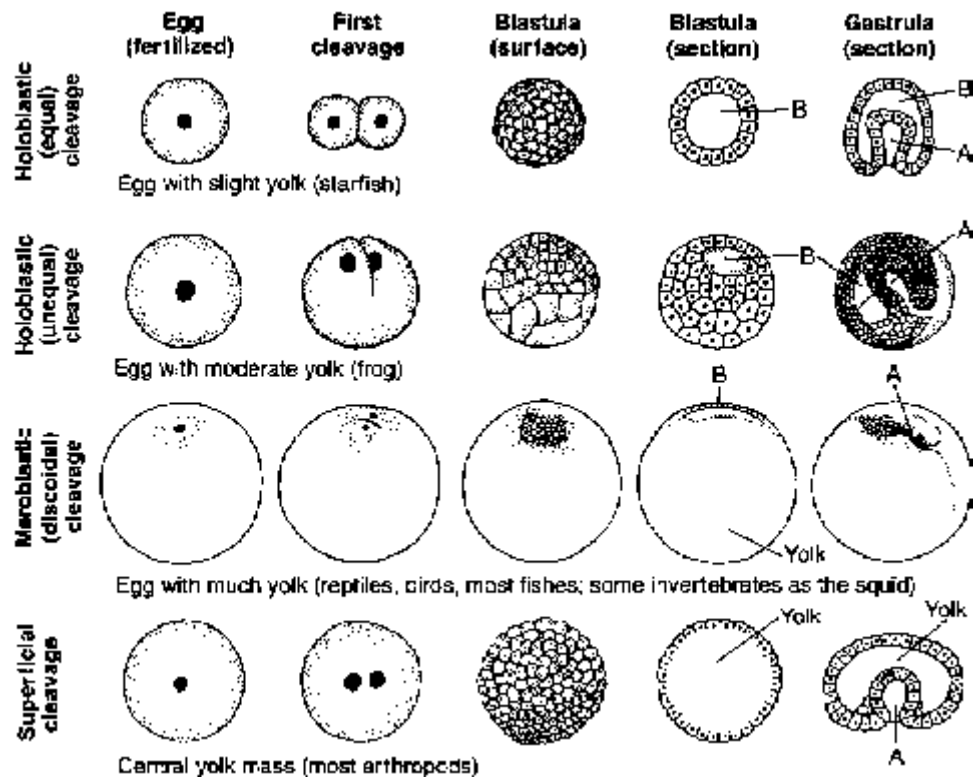 Egg
(fertilized)
First
cleavage
Blastula
(surface)
Blastula
(section)
Gastrula
(section)
Holoblastic
(equal)
cleavage
B
B
A
Egg with slight yolk (starfish)
Holoblastic
(unequal)
cleavage
B
A
Egg with moderate yolk (frog)
Meroblastic
(discoidal)
cleavage
B
A
Yolk
Egg with much yolk (reptiles, birds, most fishes; some invertebrates as the squid)
Superficial
cleavage
Yolk
Yolk
A
Central yolk mass (most arthropods)